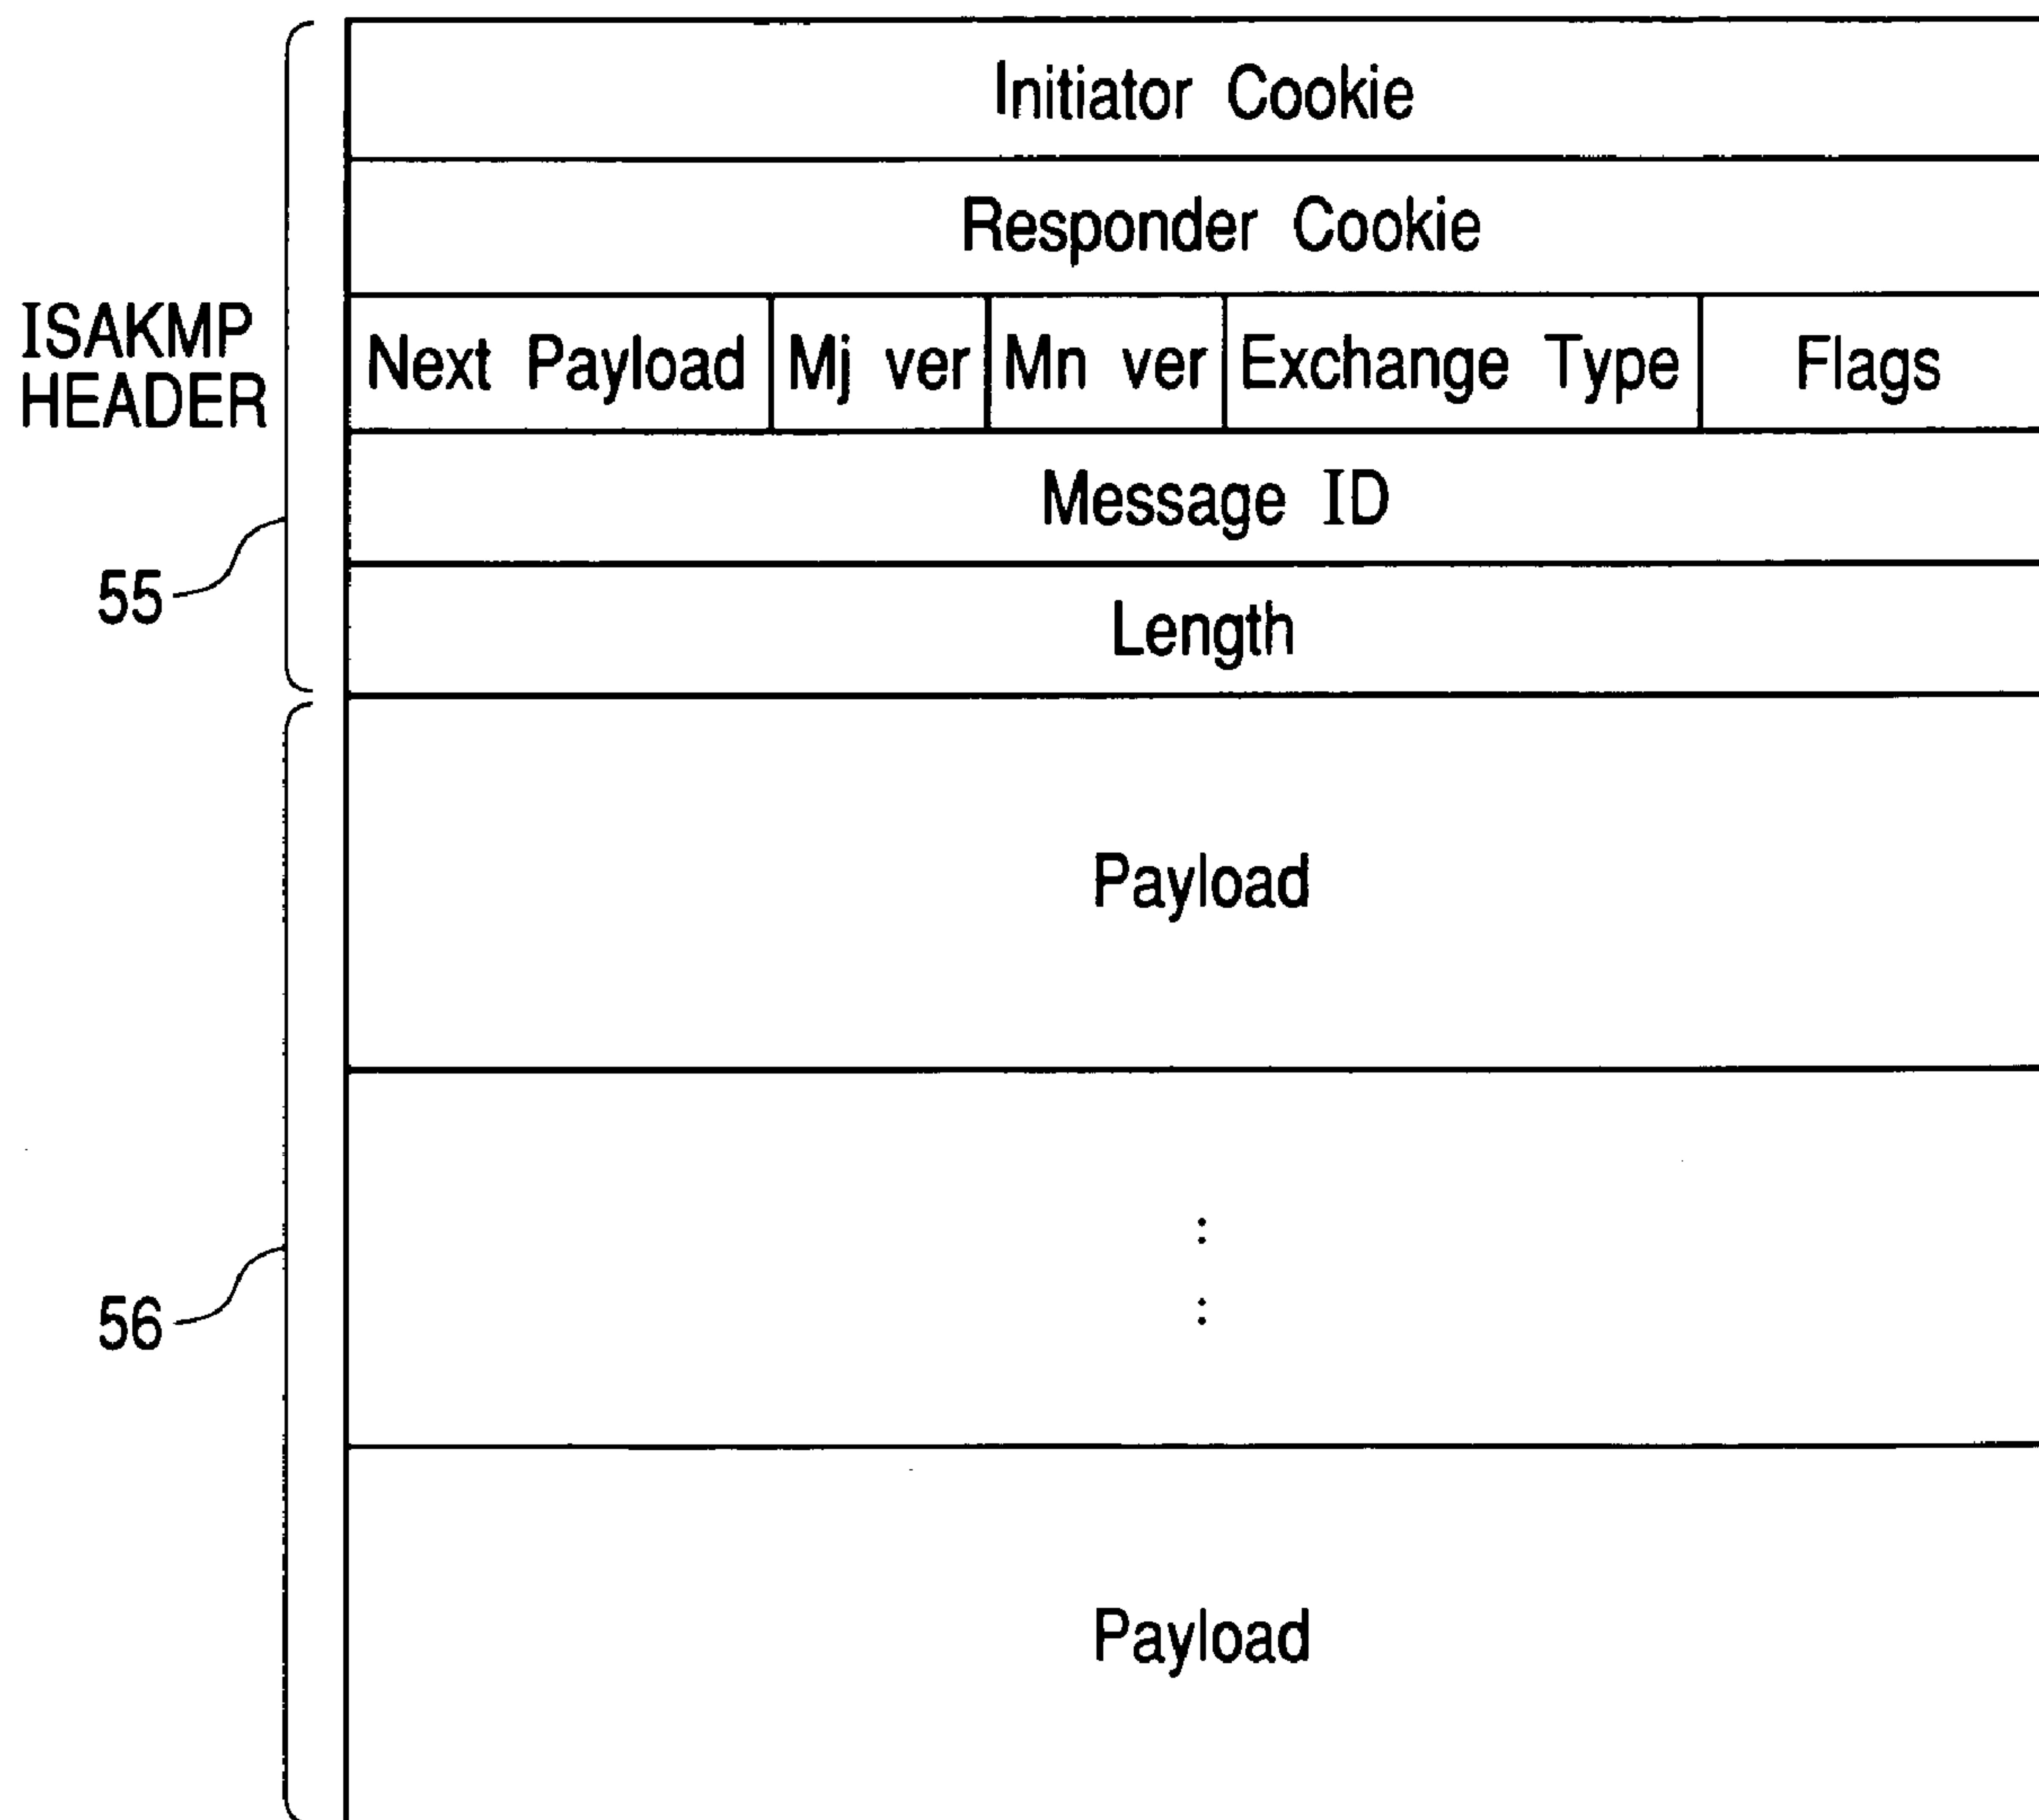 Initiator Cookie
Responder Cookie
ISAKMP
HEADER
Next Payload
Mj ver
Mn ver
Exchange Type
Flags
Message ID
55
Length
Payload
56
Payload